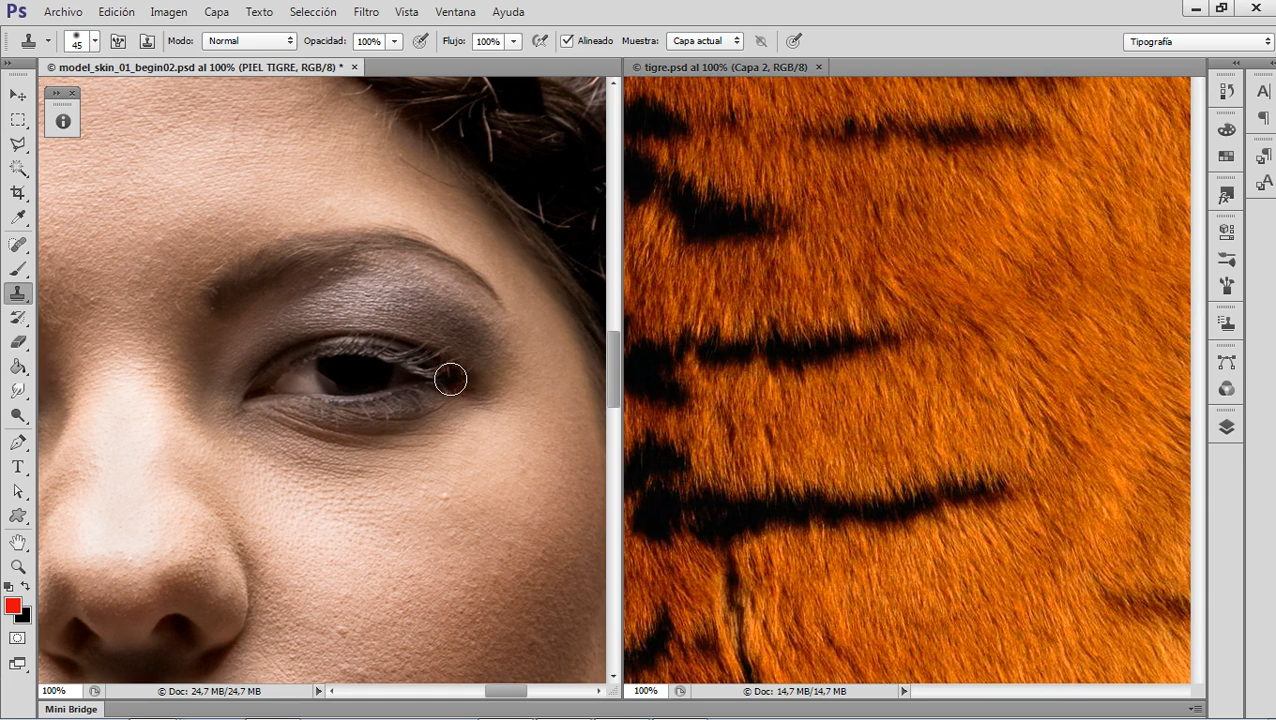 Ps Archivo Edición Imagen Capa Texto Selección Filtro Vista Ventana Ayuda
45 Modo: Normal Opacidad: 100% Flujo: 100% Alineado Muestra: Capa actual Tipografía
© model_skin_01_begin02.psd al 100% (PIEL TIGRE, RGB/8) * × © tigre.psd al 100% (Capa 2, RGB/8) ×
100% © Doc: 24,7 MB/24,7 MB 100% © Doc: 14,7 MB/14,7 MB
Mini Bridge